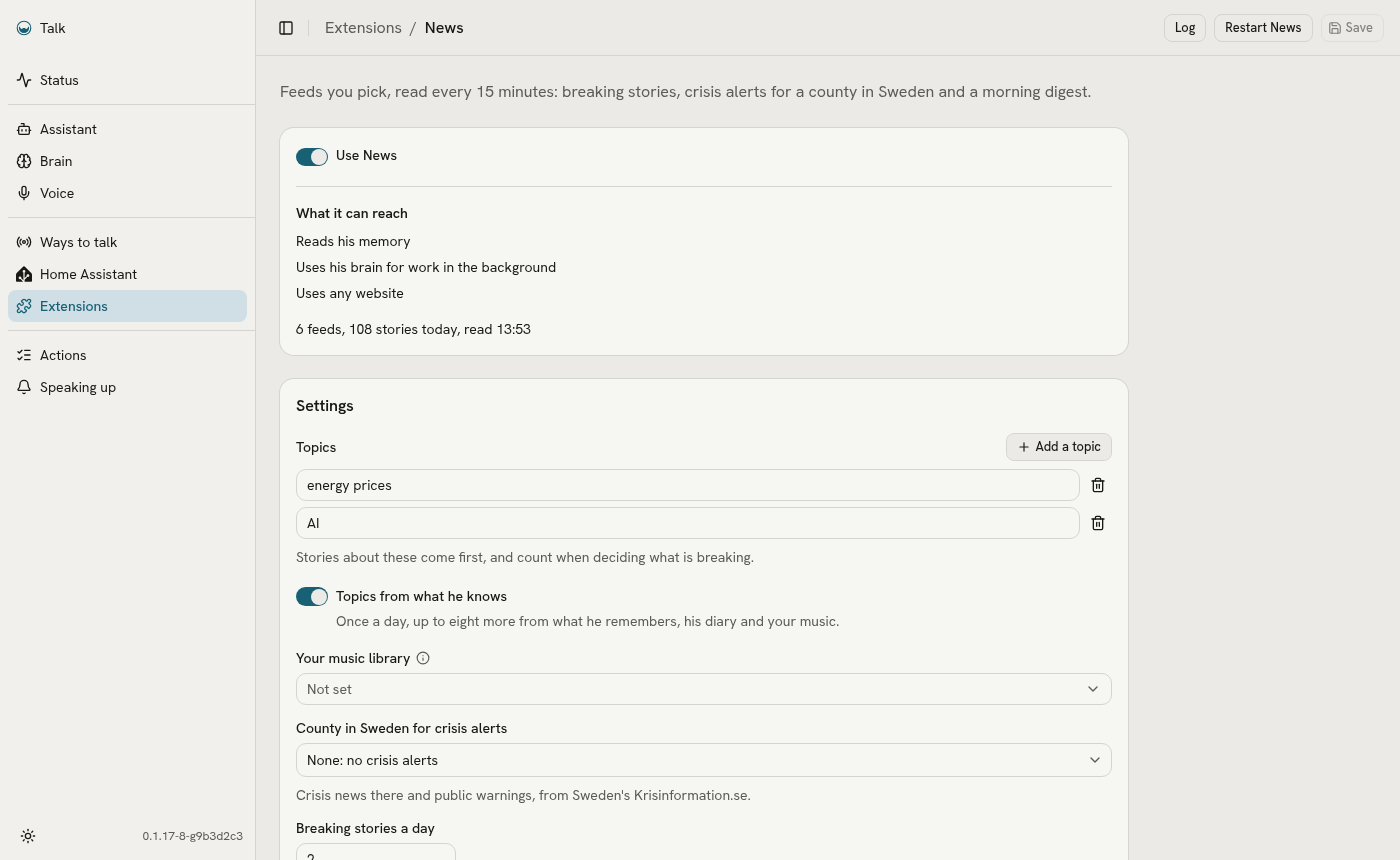 Talk
Extensions / News
Log
Restart News
Save
Status
Assistant
Brain
Voice
Ways to talk
Home Assistant
Extensions
Actions
Speaking up
0.1.17-8-g9b3d2c3
Feeds you pick, read every 15 minutes: breaking stories, crisis alerts for a county in Sweden and a morning digest.
Use News
What it can reach
Reads his memory
Uses his brain for work in the background
Uses any website
6 feeds, 108 stories today, read 13:53
Settings
Topics
Add a topic
energy prices
AI
Stories about these come first, and count when deciding what is breaking.
Topics from what he knows
Once a day, up to eight more from what he remembers, his diary and your music.
Your music library
Not set
County in Sweden for crisis alerts
None: no crisis alerts
Crisis news there and public warnings, from Sweden's Krisinformation.se.
Breaking stories a day
2